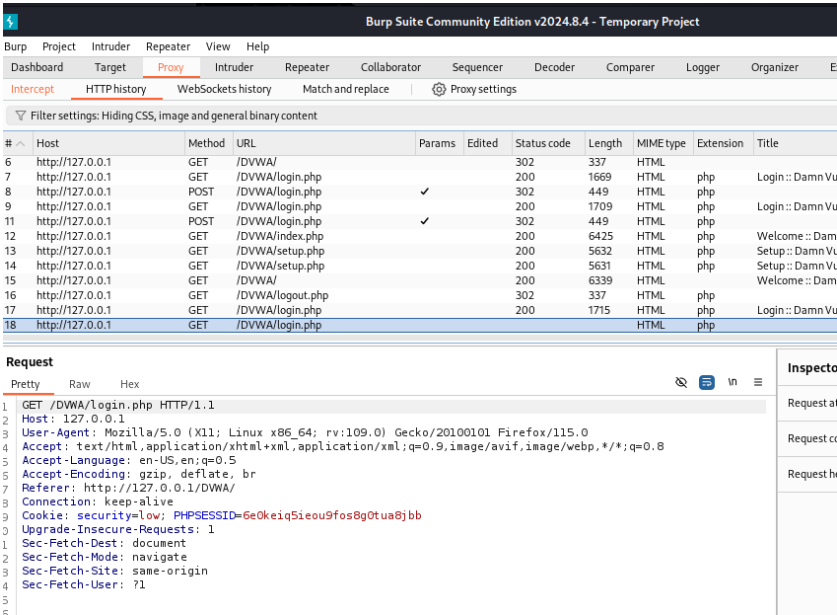 Burp Suite Community Edition v2024.8.4 - Temporary Project
Burp Project Intruder Repeater View Help
Dashboard Target Proxy Intruder Repeater Collaborator Sequencer Decoder Comparer Logger Organizer
Intercept HTTP history WebSockets history Match and replace Proxy settings
Filter settings: Hiding CSS, image and general binary content
# Host Method URL Params Edited Status code Length MIME type Extension Title
6 http://127.0.0.1 GET /DVWA/ 302 337 HTML
7 http://127.0.0.1 GET /DVWA/login.php 200 1669 HTML php Login :: Damn Vu
8 http://127.0.0.1 POST /DVWA/login.php ✓ 302 449 HTML php
9 http://127.0.0.1 GET /DVWA/login.php 200 1709 HTML php Login :: Damn Vu
11 http://127.0.0.1 POST /DVWA/login.php ✓ 302 449 HTML php
12 http://127.0.0.1 GET /DVWA/index.php 200 6425 HTML php Welcome :: Dam
13 http://127.0.0.1 GET /DVWA/setup.php 200 5632 HTML php Setup :: Damn Vu
14 http://127.0.0.1 GET /DVWA/setup.php 200 5631 HTML php Setup :: Damn Vu
15 http://127.0.0.1 GET /DVWA/ 200 6339 HTML Welcome :: Dam
16 http://127.0.0.1 GET /DVWA/logout.php 302 337 HTML php
17 http://127.0.0.1 GET /DVWA/login.php 200 1715 HTML php Login :: Damn Vu
18 http://127.0.0.1 GET /DVWA/login.php HTML php
Request
Inspecto
Pretty Raw Hex \n
Request at
Request co
Request he
1 GET /DVWA/login.php HTTP/1.1
2 Host: 127.0.0.1
3 User-Agent: Mozilla/5.0 (X11; Linux x86_64; rv:109.0) Gecko/20100101 Firefox/115.0
4 Accept: text/html,application/xhtml+xml,application/xml;q=0.9,image/avif,image/webp,*/*;q=0.8
5 Accept-Language: en-US,en;q=0.5
6 Accept-Encoding: gzip, deflate, br
7 Referer: http://127.0.0.1/DVWA/
8 Connection: keep-alive
9 Cookie: security=low; PHPSESSID=6e0keiq5ieou9fos8g0tua8jbb
0 Upgrade-Insecure-Requests: 1
1 Sec-Fetch-Dest: document
2 Sec-Fetch-Mode: navigate
3 Sec-Fetch-Site: same-origin
4 Sec-Fetch-User: ?1
5
6